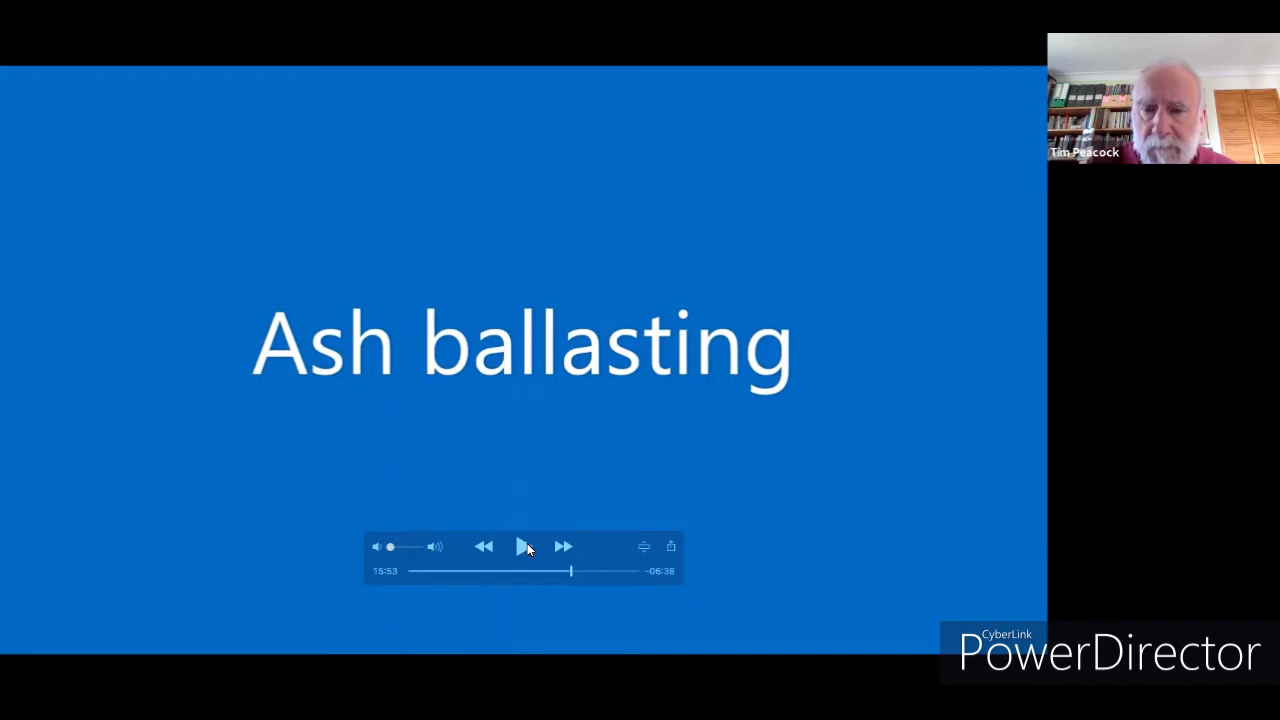 Tim Peacock
Ash ballasting
15:53
-06:36
CyberLink
PowerDirector